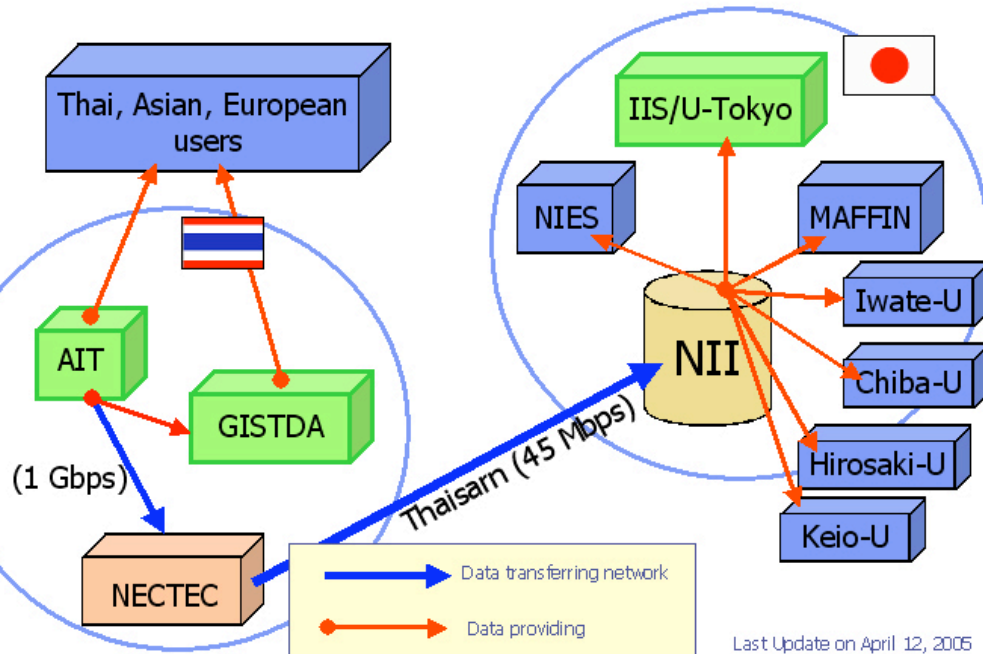 Thai, Asian, European
users
IIS/U-Tokyo
NIES
MAFFIN
Iwate-U
AIT
NII
Chiba-U
GISTDA
Thaisarn (45 Mbps)
(1 Gbps)
Hirosaki-U
Keio-U
NECTEC
Data transferring network
Data providing
Last Update on April 12, 2005